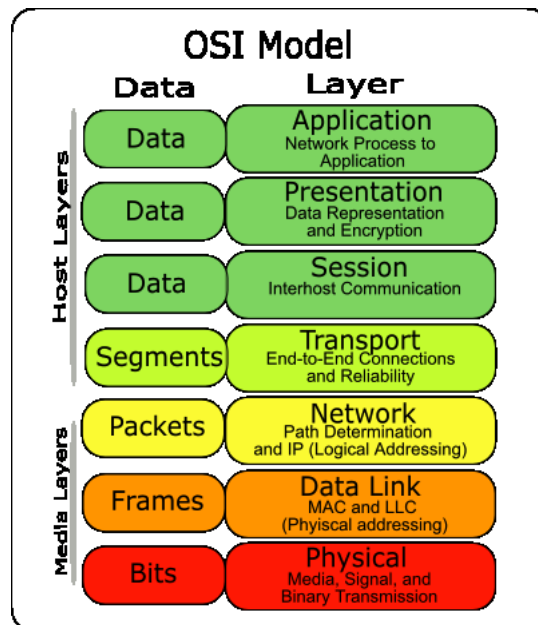 OSI Model
Data Layer
Host Layers
Data
Application
Network Process to
Application
Data
Presentation
Data Representation
and Encryption
Data
Session
Interhost Communication
Segments
Transport
End-to-End Connections
and Reliability
Media Layers
Packets
Network
Path Determination
and IP (Logical Addressing)
Frames
Data Link
MAC and LLC
(Phyiscal addressing)
Bits
Physical
Media, Signal, and
Binary Transmission